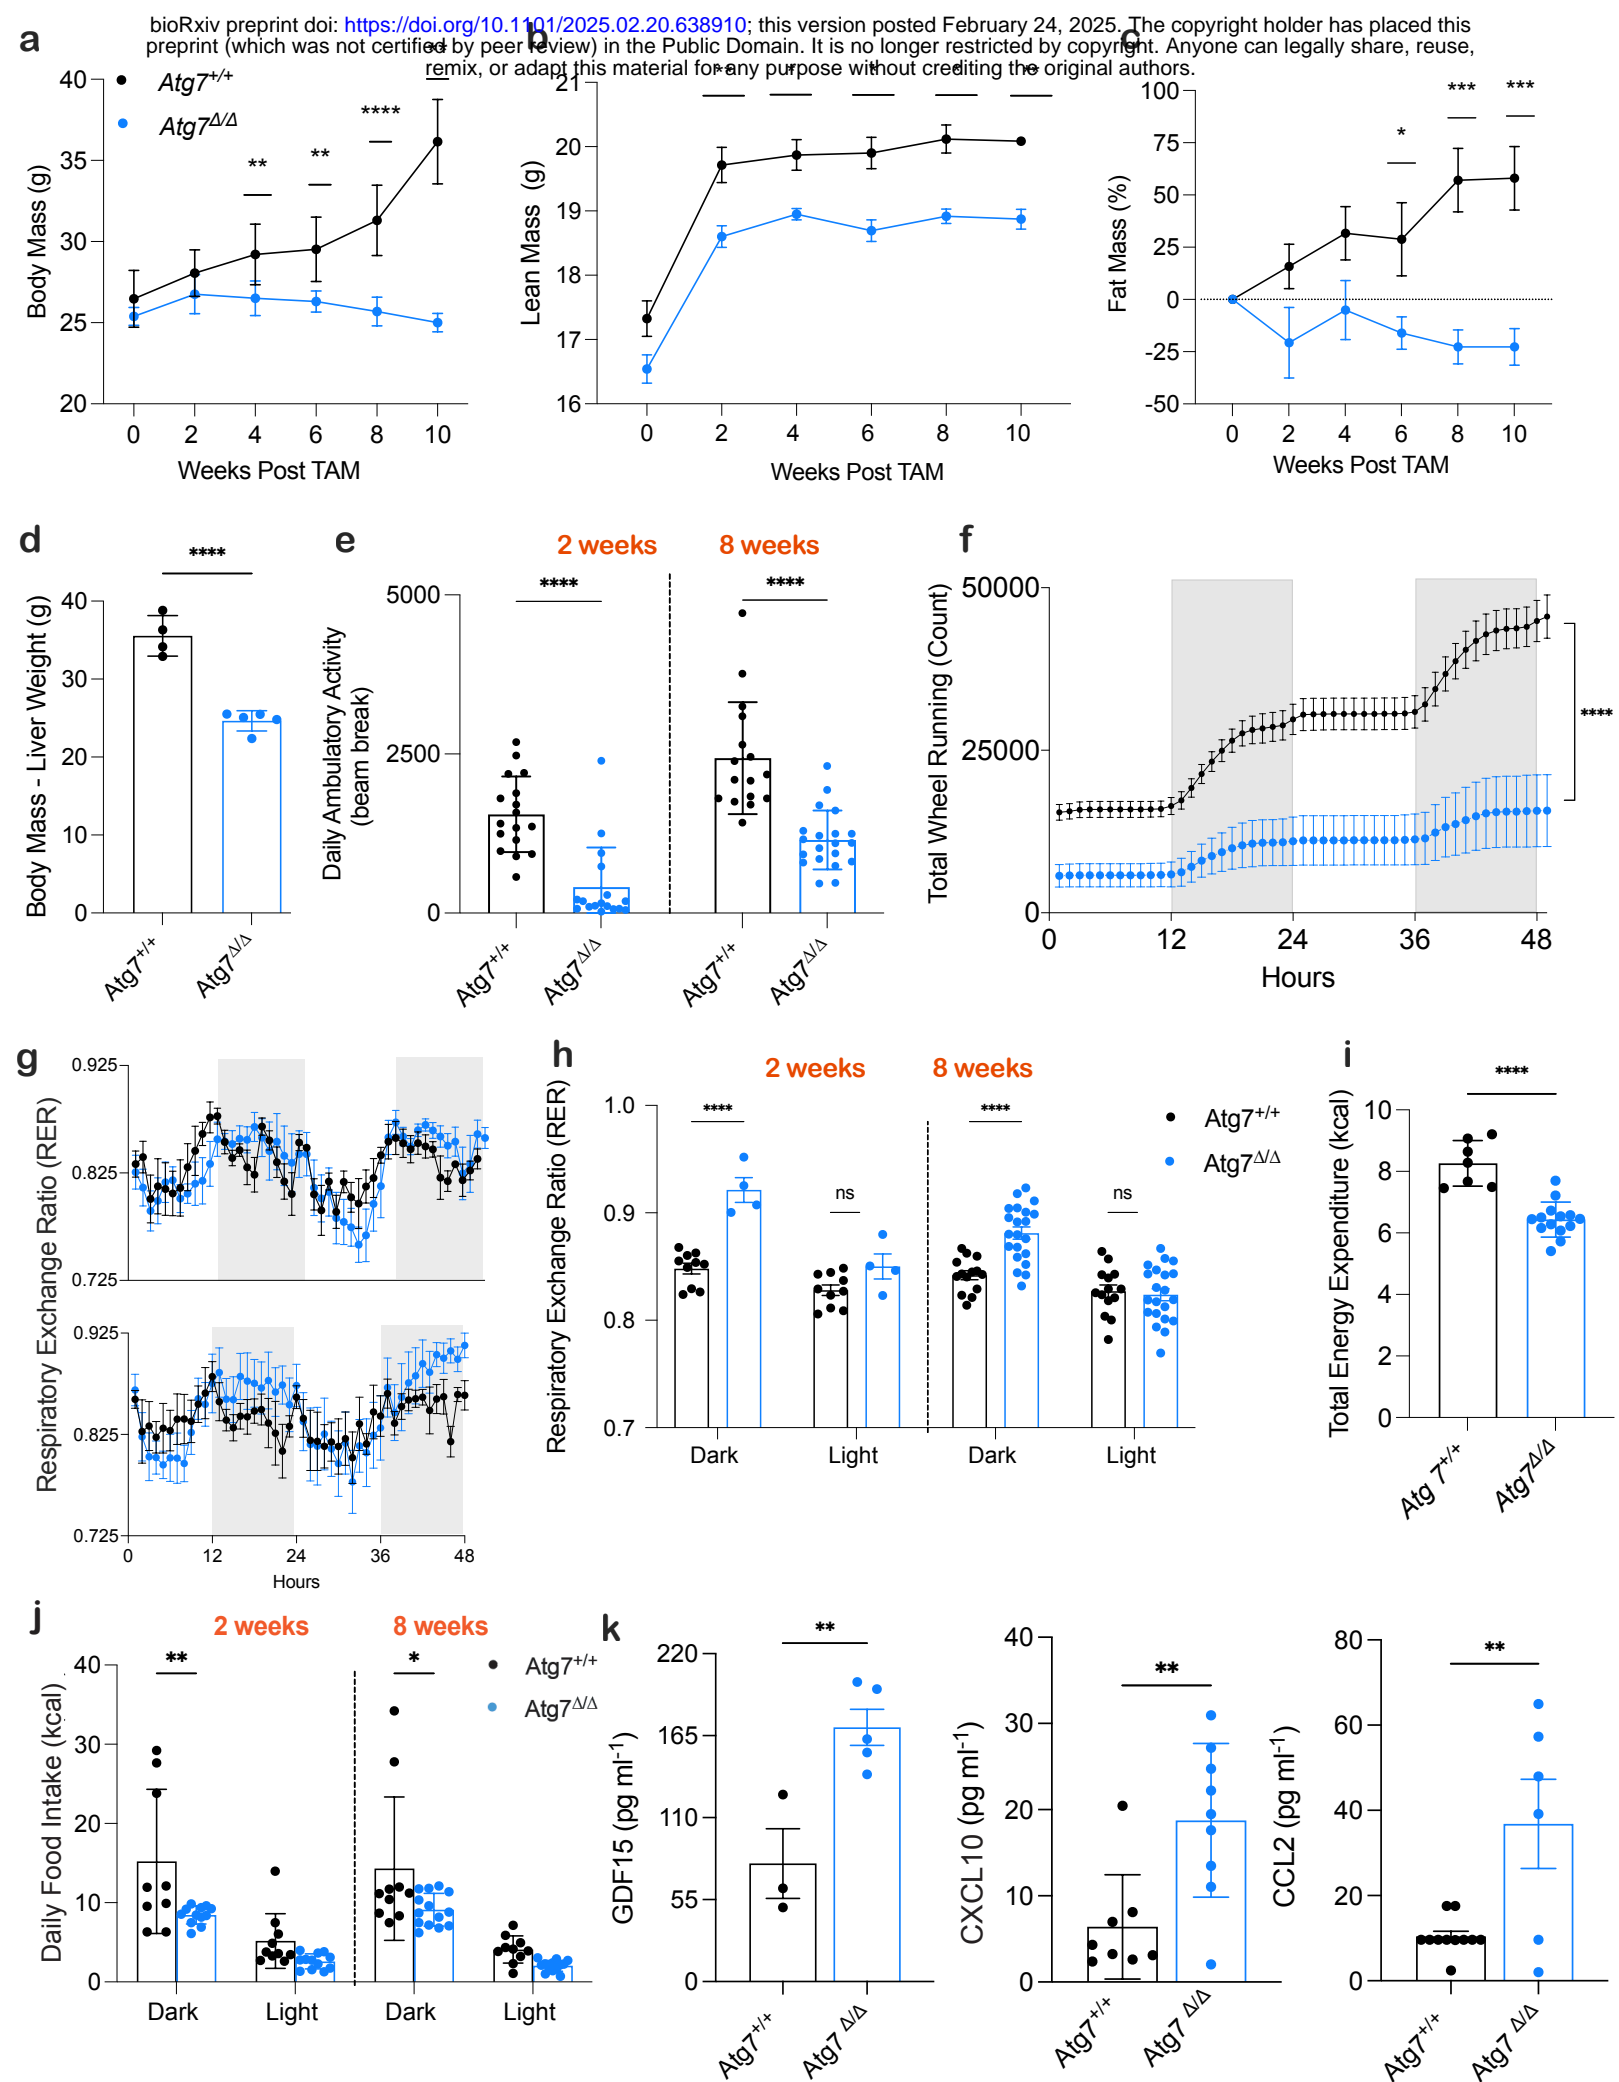 bioRxiv preprint doi: https://doi.org/10.1101/2025.02.20.638910; this version posted February 24, 2025. The copyright holder has placed this
preprint (which was not certified by peer review) in the Public Domain. It is no longer restricted by copyright. Anyone can legally share, reuse,
remix, or adapt this material for any purpose without crediting the original authors.
a
Atg7+/+
Atg7Δ/Δ
Body Mass (g)
40
35
30
25
20
** ** **** **
0 2 4 6 8 10
Weeks Post TAM
b
Lean Mass (g)
21
20
19
18
17
16
0 2 4 6 8 10
Weeks Post TAM
c
Fat Mass (%)
100
75
50
25
0
-25
-50
* *** ***
0 2 4 6 8 10
Weeks Post TAM
d
Body Mass - Liver Weight (g)
****
40
30
20
10
0
Atg7+/+ Atg7Δ/Δ
e
2 weeks 8 weeks
Daily Ambulatory Activity
(beam break)
**** ****
5000
2500
0
Atg7+/+ Atg7Δ/Δ Atg7+/+ Atg7Δ/Δ
f
Total Wheel Running (Count)
50000
25000
0
****
0 12 24 36 48
Hours
g
Respiratory Exchange Ratio (RER)
0.925
0.825
0.725
0.925
0.825
0.725
0 12 24 36 48
Hours
h
2 weeks 8 weeks
Respiratory Exchange Ratio (RER)
1.0
0.9
0.8
0.7
**** ns **** ns
Atg7+/+
Atg7Δ/Δ
Dark Light Dark Light
i
Total Energy Expenditure (kcal)
****
10
8
6
4
2
0
Atg 7+/+ Atg7Δ/Δ
j
2 weeks 8 weeks
Daily Food Intake (kcal)
** *
Atg7+/+
Atg7Δ/Δ
40
30
20
10
0
Dark Light Dark Light
k
GDF15 (pg ml-1)
**
220
165
110
55
0
Atg7+/+ Atg7 Δ/Δ
CXCL10 (pg ml-1)
**
40
30
20
10
0
Atg7+/+ Atg7 Δ/Δ
CCL2 (pg ml-1)
**
80
60
40
20
0
Atg7+/+ Atg7 Δ/Δ